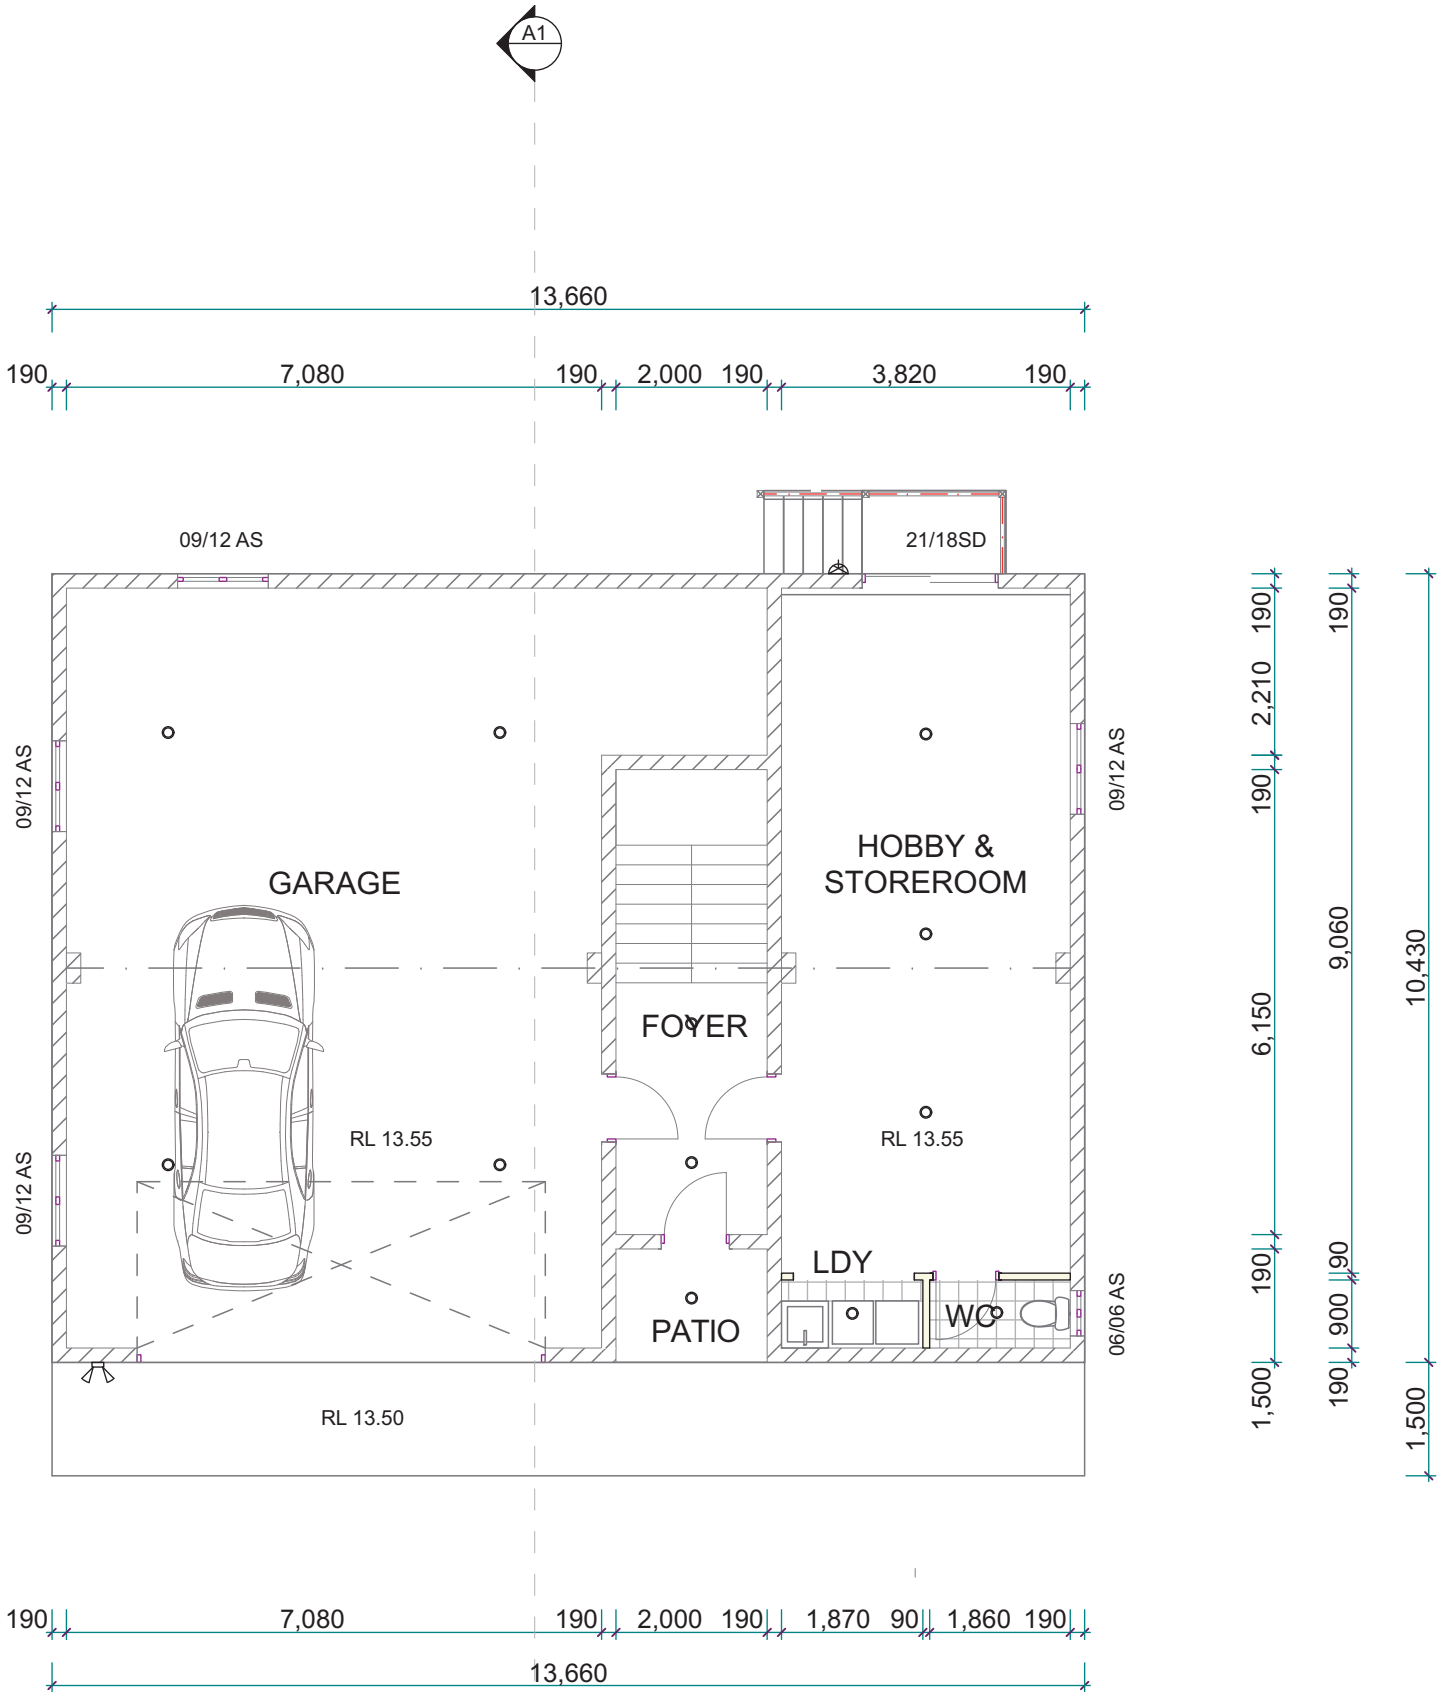 A1
13,660
190 7,080 190 2,000 190 3,820 190
09/12 AS
21/18SD
09/12 AS
09/12 AS
GARAGE
HOBBY &
STOREROOM
FOYER
RL 13.55
RL 13.55
09/12 AS
LDY
WC
PATIO
06/06 AS
RL 13.50
190
2,210
190
6,150
190
1,500
190
9,060
90
900
190
10,430
1,500
190 7,080 190 2,000 190 1,870 90 1,860 190
13,660